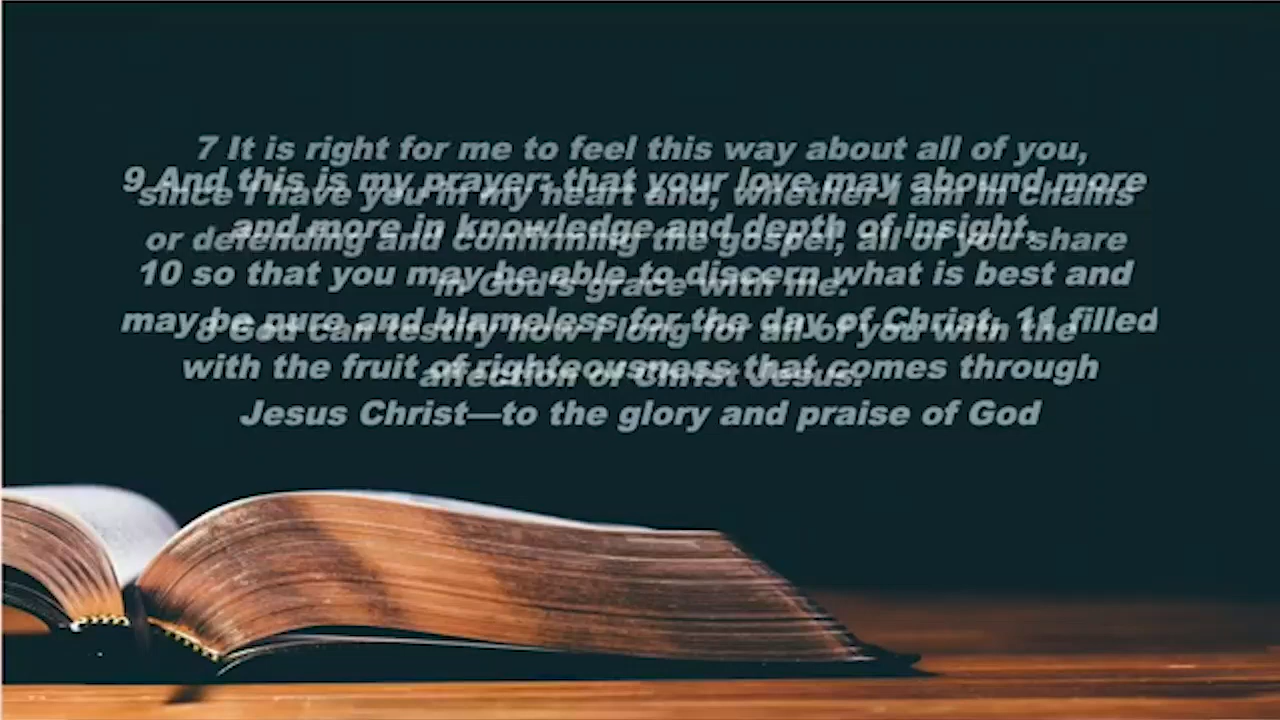 7 It is right for me to feel this way about all of you,
since I have you in my heart and, whether I am in chains
or defending and confirming the gospel, all of you share
in God's grace with me.
8 God can testify how I long for all of you with the
affection of Christ Jesus.
9 And this is my prayer: that your love may abound more
and more in knowledge and depth of insight,
10 so that you may be able to discern what is best and
may be pure and blameless for the day of Christ, 11 filled
with the fruit of righteousness that comes through
Jesus Christ—to the glory and praise of God